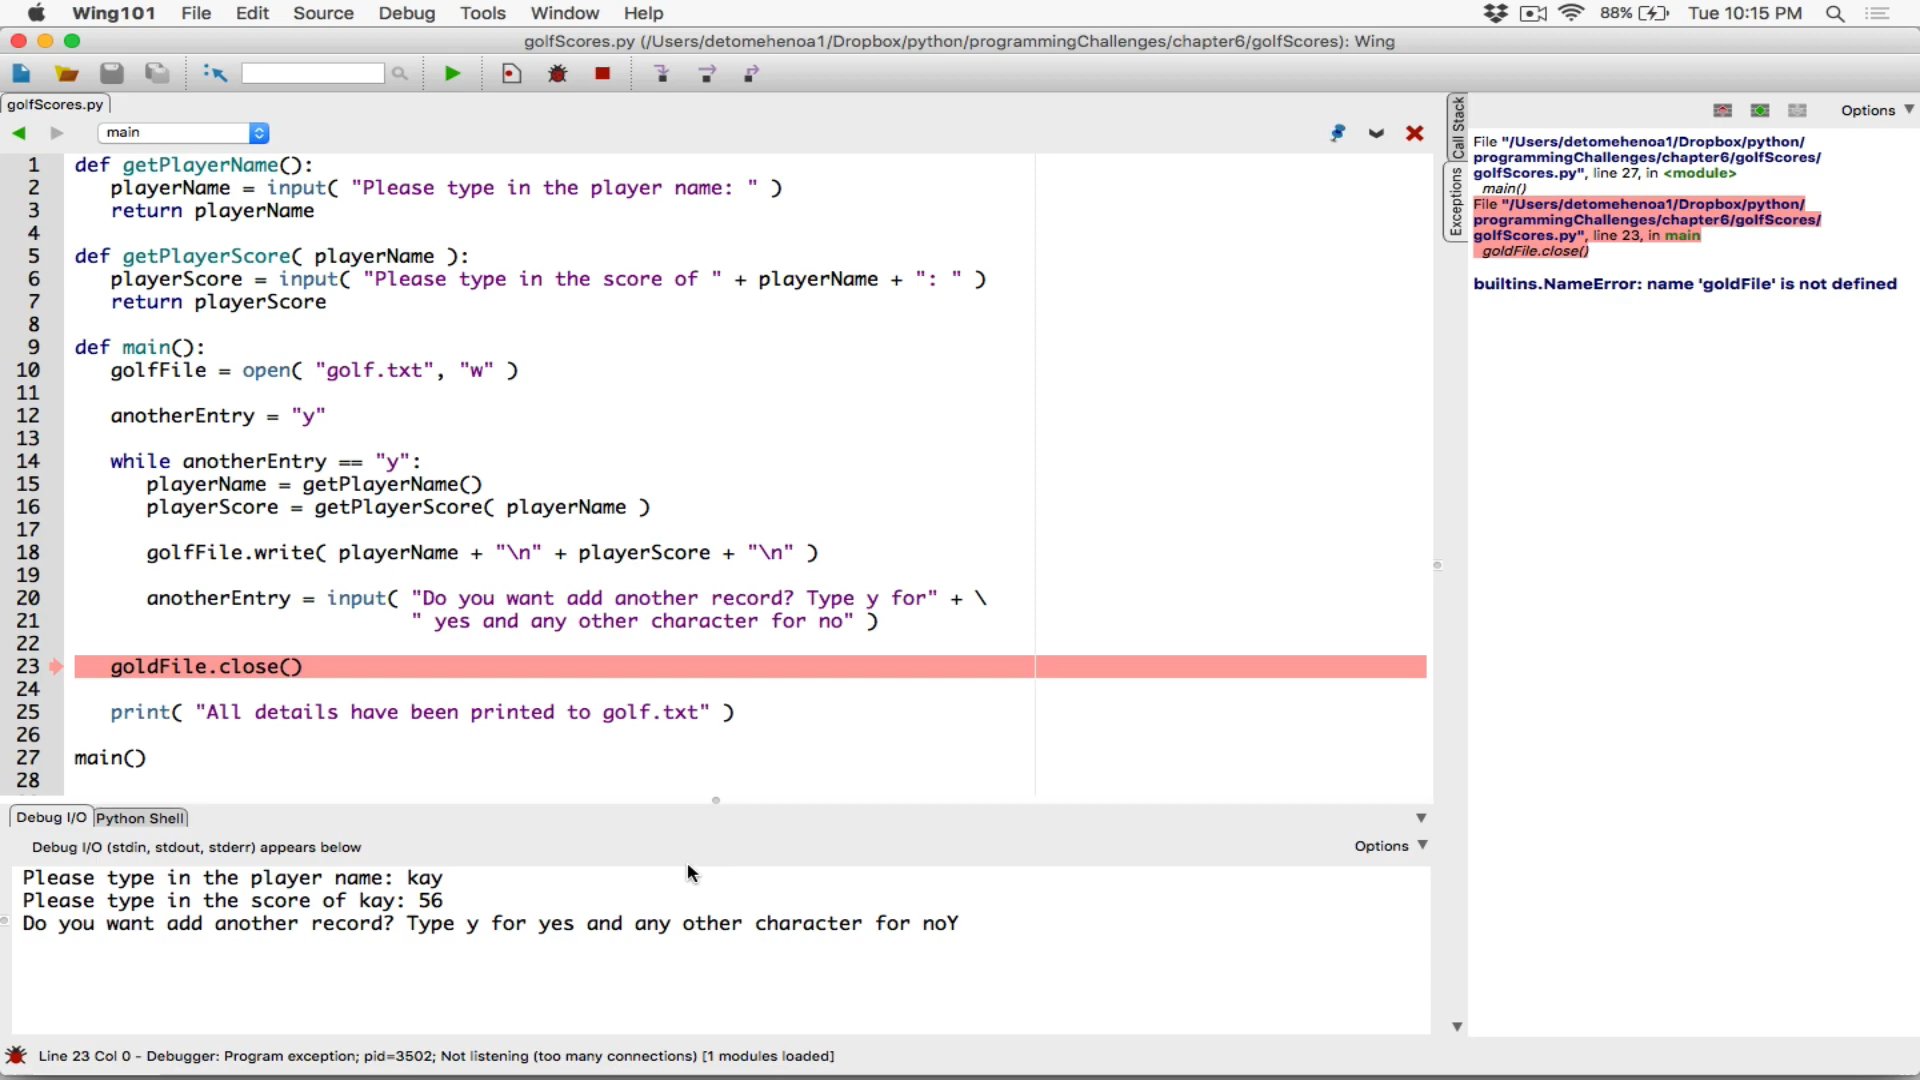 Wing101 File Edit Source Debug Tools Window Help 88% Tue 10:15 PM
golfScores.py (/Users/detomehenoa1/Dropbox/python/programmingChallenges/chapter6/golfScores): Wing
golfScores.py
main
1 def getPlayerName():
2 playerName = input( "Please type in the player name: " )
3 return playerName
4
5 def getPlayerScore( playerName ):
6 playerScore = input( "Please type in the score of " + playerName + ": " )
7 return playerScore
8
9 def main():
10 golfFile = open( "golf.txt", "w" )
11
12 anotherEntry = "y"
13
14 while anotherEntry == "y":
15 playerName = getPlayerName()
16 playerScore = getPlayerScore( playerName )
17
18 golfFile.write( playerName + "\n" + playerScore + "\n" )
19
20 anotherEntry = input( "Do you want add another record? Type y for" + \
21 " yes and any other character for no" )
22
23 goldFile.close()
24
25 print( "All details have been printed to golf.txt" )
26
27 main()
28
Call Stack
Exceptions
Options
File "/Users/detomehenoa1/Dropbox/python/
programmingChallenges/chapter6/golfScores/
golfScores.py", line 27, in <module>
main()
File "/Users/detomehenoa1/Dropbox/python/
programmingChallenges/chapter6/golfScores/
golfScores.py", line 23, in main
goldFile.close()
builtins.NameError: name 'goldFile' is not defined
Debug I/O Python Shell
Debug I/O (stdin, stdout, stderr) appears below
Options
Please type in the player name: kay
Please type in the score of kay: 56
Do you want add another record? Type y for yes and any other character for noY
Line 23 Col 0 - Debugger: Program exception; pid=3502; Not listening (too many connections) [1 modules loaded]